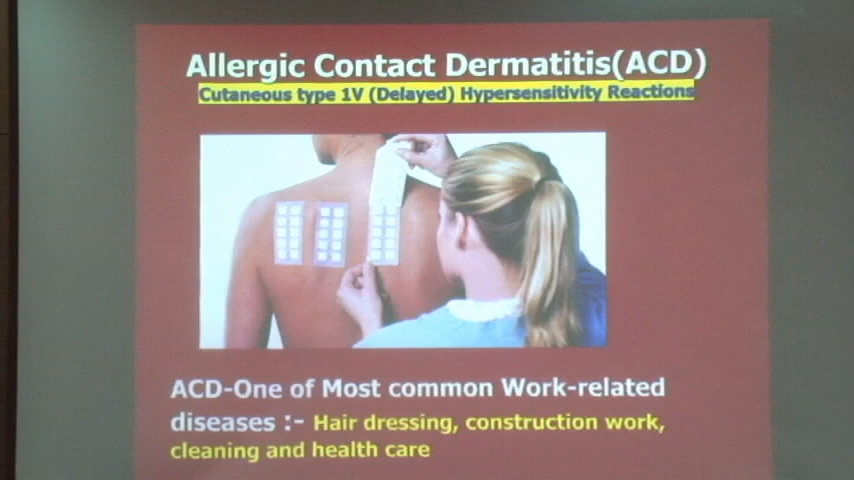 Allergic Contact Dermatitis(ACD)
Cutaneous type 1V (Delayed) Hypersensitivity Reactions
ACD-One of Most common Work-related
diseases :- Hair dressing, construction work,
cleaning and health care